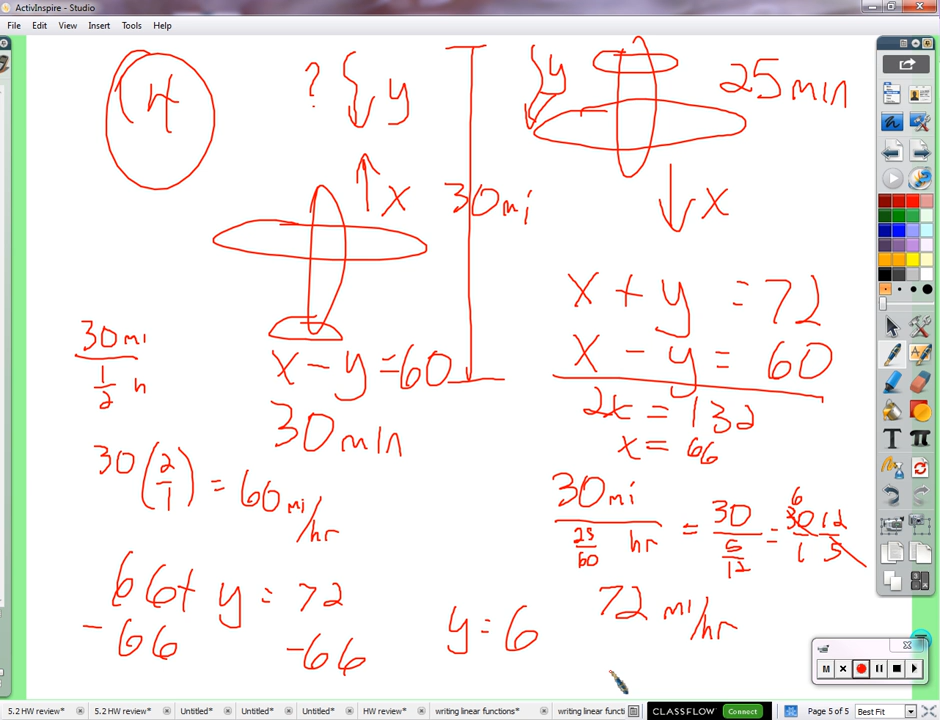 ActivInspire - Studio
File Edit View Insert Tools Help
14
? { y
x
30mi
{ y
25 min
x
x - y = 60
30 min
30 mi
1/2 h
30 (2/1) = 60 mi/hr
66 + y = 72
-66 -66
y = 6
x + y = 72
x - y = 60
2x = 132
x = 66
30 mi / 25/60 hr = 30 / 5/12 = 6 30/1 12/5
72 mi/hr
M
5.2 HW review* 5.2 HW review* Untitled* Untitled* Untitled* HW review* writing linear functions* writing linear functi
CLASSFLOW Connect
Page 5 of 5 Best Fit